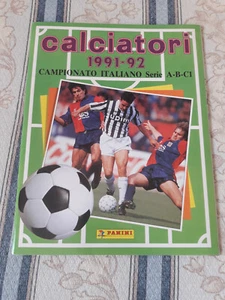 calciatori
1991-92
CAMPIONATO ITALIANO Serie A-B-C1
PANINI